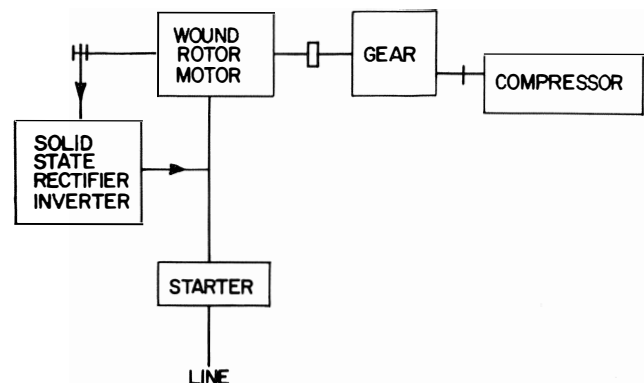 WOUND
ROTOR
MOTOR
GEAR
COMPRESSOR
SOLID
STATE
RECTIFIER
INVERTER
STARTER
LINE